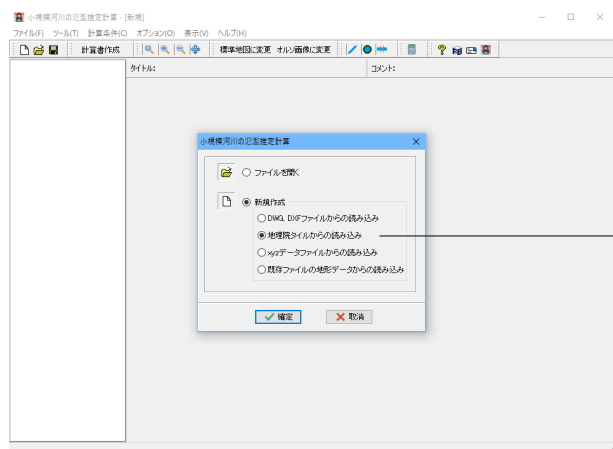 小規模河川の氾濫推定計算 - [新規]
ファイル(F) ツール(T) 計算条件(C) オプション(O) 表示(V) ヘルプ(H)
計算書作成 標準地図に変更 オルソ画像に変更
タイトル: コメント:
小規模河川の氾濫推定計算
ファイルを開く
新規作成
DWG, DXFファイルからの読み込み
地理院タイルからの読み込み
xyzデータファイルからの読み込み
既存ファイルの地形データからの読み込み
確定 取消